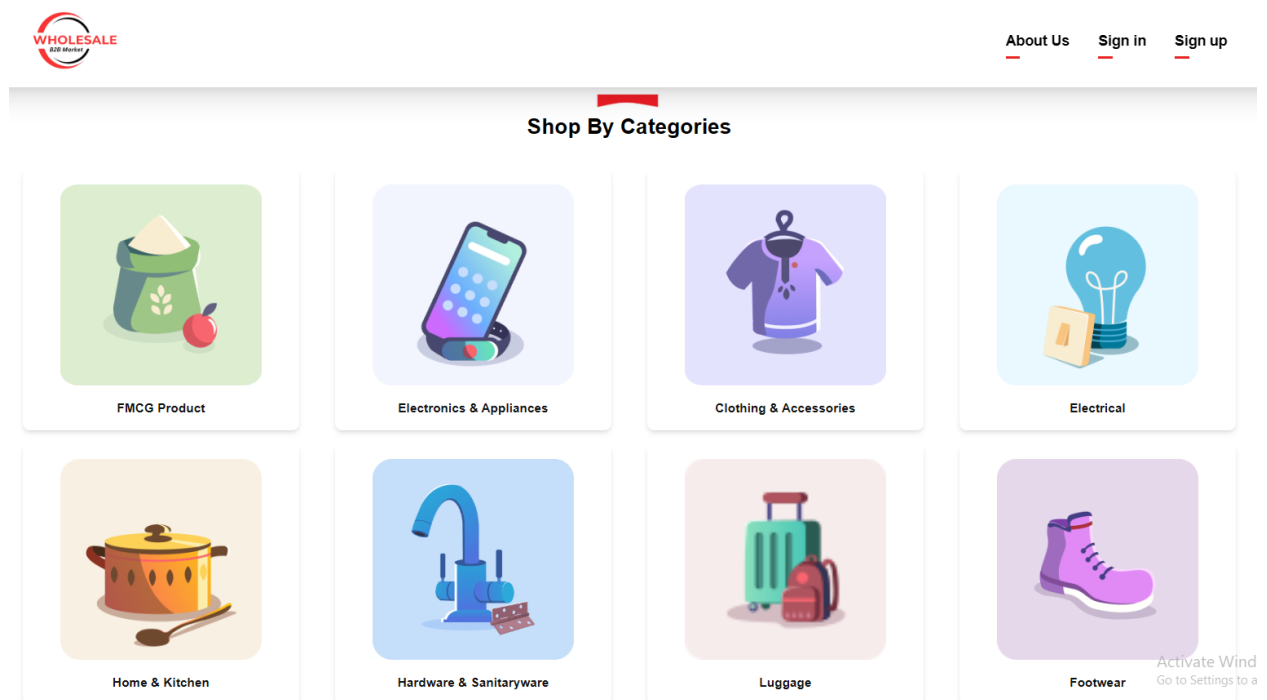 WHOLESALE
B2B Market
About Us
Sign in
Sign up
Shop By Categories
FMCG Product
Electronics & Appliances
Clothing & Accessories
Electrical
Home & Kitchen
Hardware & Sanitaryware
Luggage
Footwear
Activate Wind
Go to Settings to a